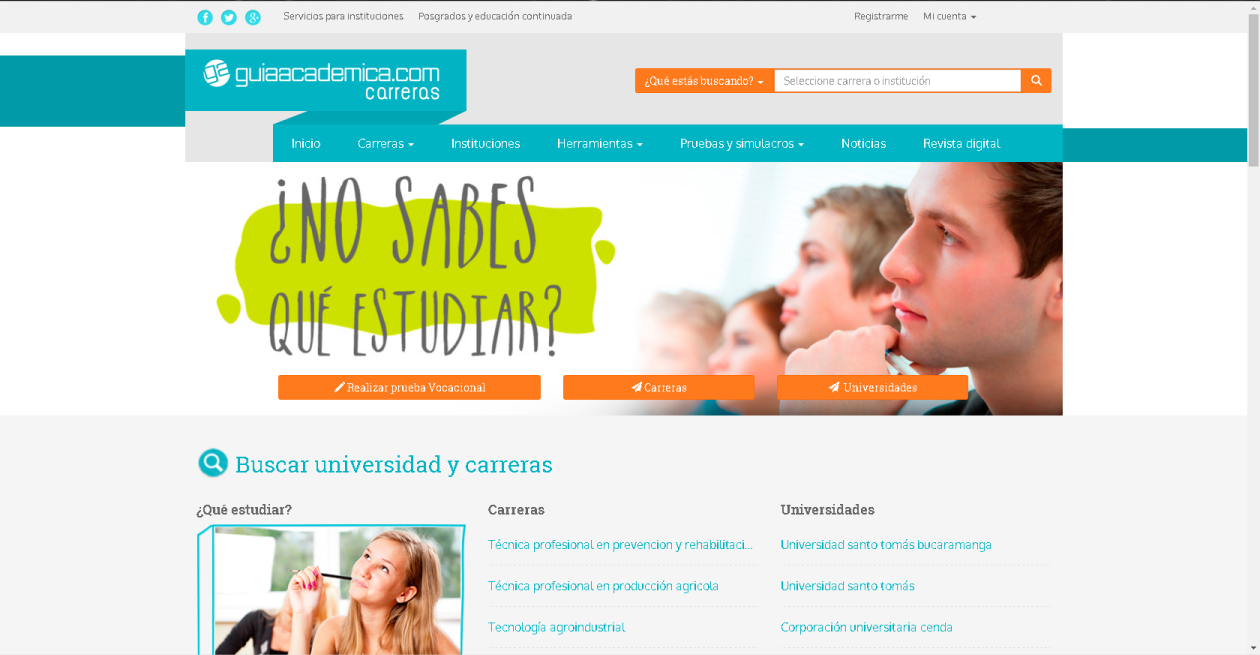 Servicios para instituciones Posgrados y educación continuada Registrarme Mi cuenta
guiaacademica.com
carreras
¿Qué estás buscando? Seleccione carrera o institución
Inicio Carreras Instituciones Herramientas Pruebas y simulacros Noticias Revista digital
¿NO SABES
QUÉ ESTUDIAR?
Realizar prueba Vocacional Carreras Universidades
Buscar universidad y carreras
¿Qué estudiar? Carreras Universidades
Técnica profesional en prevencion y rehabilitaci... Universidad santo tomás bucaramanga
Técnica profesional en producción agricola Universidad santo tomás
Tecnología agroindustrial Corporación universitaria cenda